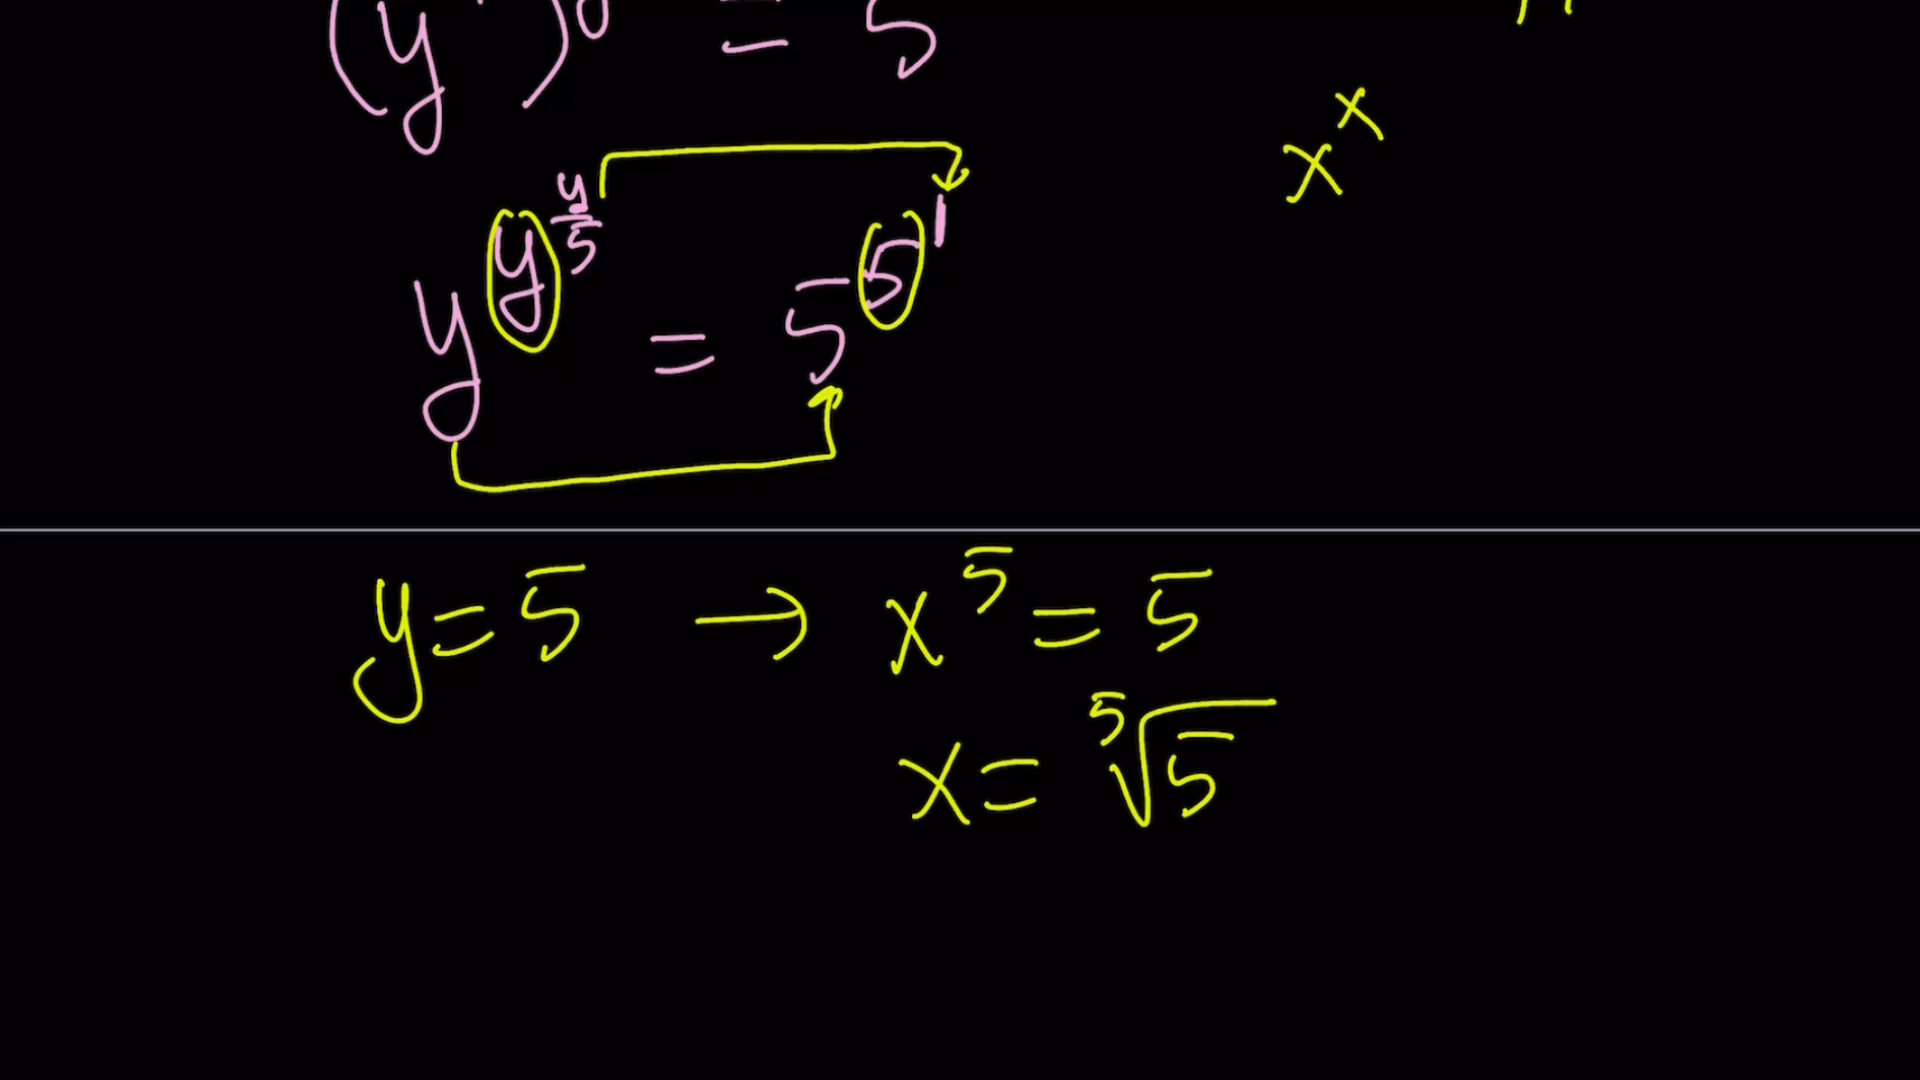 (y )^y = 5
x^x
y^{y^{y/5}} = 5^{5^1}
y = 5 → x^5 = 5
x = ⁵√5